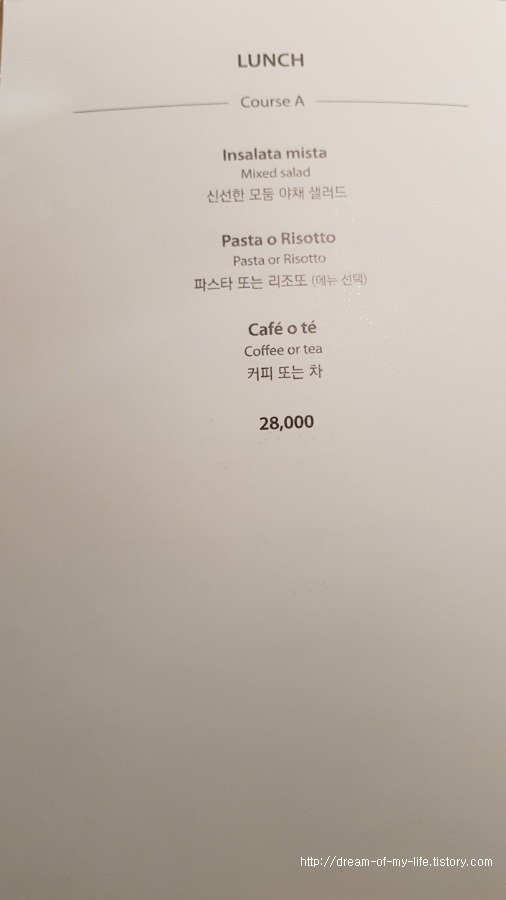 LUNCH
Course A
Insalata mista
Mixed salad
신선한 모둠 야채 샐러드
Pasta o Risotto
Pasta or Risotto
파스타 또는 리조또 (메뉴 선택)
Café o té
Coffee or tea
커피 또는 차
28,000
http://dream-of-my-life.tistory.com